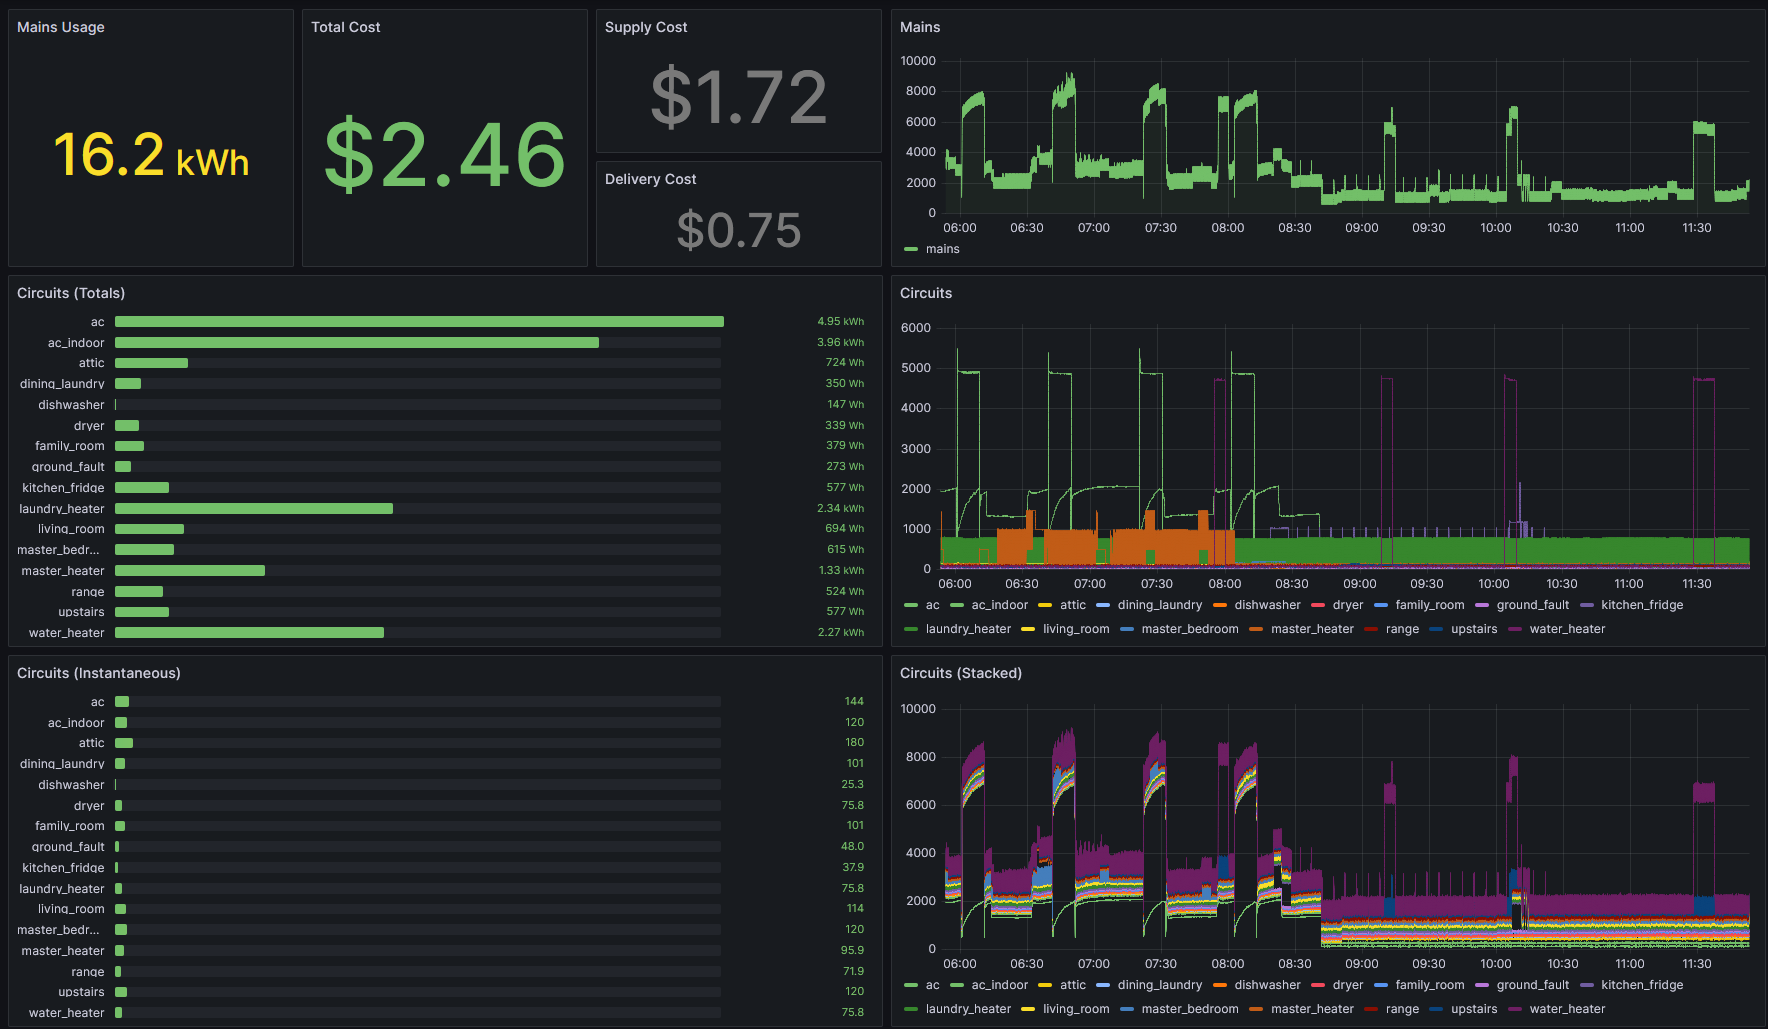 Mains Usage
16.2 kWh
Total Cost
$2.46
Supply Cost
$1.72
Delivery Cost
$0.75
Mains
10000
8000
6000
4000
2000
0
06:00 06:30 07:00 07:30 08:00 08:30 09:00 09:30 10:00 10:30 11:00 11:30
mains
Circuits (Totals)
ac 4.95 kWh
ac_indoor 3.96 kWh
attic 724 Wh
dining_laundry 350 Wh
dishwasher 147 Wh
dryer 339 Wh
family_room 379 Wh
ground_fault 273 Wh
kitchen_fridge 577 Wh
laundry_heater 2.34 kWh
living_room 694 Wh
master_bedr... 615 Wh
master_heater 1.33 kWh
range 524 Wh
upstairs 577 Wh
water_heater 2.27 kWh
Circuits
6000
5000
4000
3000
2000
1000
0
06:00 06:30 07:00 07:30 08:00 08:30 09:00 09:30 10:00 10:30 11:00 11:30
ac ac_indoor attic dining_laundry dishwasher dryer family_room ground_fault kitchen_fridge
laundry_heater living_room master_bedroom master_heater range upstairs water_heater
Circuits (Instantaneous)
ac 144
ac_indoor 120
attic 180
dining_laundry 101
dishwasher 25.3
dryer 75.8
family_room 101
ground_fault 48.0
kitchen_fridge 37.9
laundry_heater 75.8
living_room 114
master_bedr... 120
master_heater 95.9
range 71.9
upstairs 120
water_heater 75.8
Circuits (Stacked)
10000
8000
6000
4000
2000
0
06:00 06:30 07:00 07:30 08:00 08:30 09:00 09:30 10:00 10:30 11:00 11:30
ac ac_indoor attic dining_laundry dishwasher dryer family_room ground_fault kitchen_fridge
laundry_heater living_room master_bedroom master_heater range upstairs water_heater